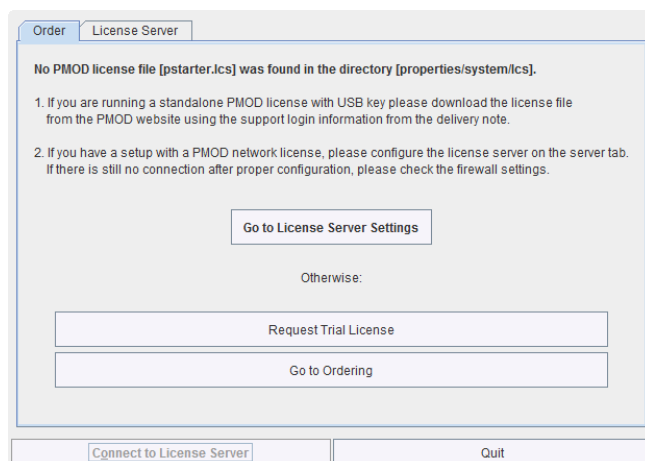 Order License Server
No PMOD license file [pstarter.lcs] was found in the directory [properties/system/lcs].
1. If you are running a standalone PMOD license with USB key please download the license file
from the PMOD website using the support login information from the delivery note.
2. If you have a setup with a PMOD network license, please configure the license server on the server tab.
If there is still no connection after proper configuration, please check the firewall settings.
Go to License Server Settings
Otherwise:
Request Trial License
Go to Ordering
Connect to License Server Quit